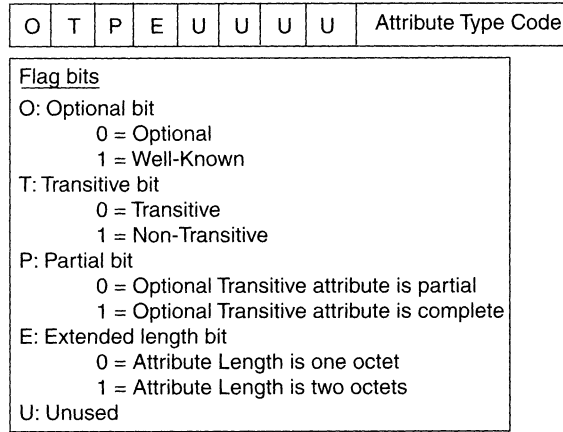 O T P E U U U U Attribute Type Code
Flag bits
O: Optional bit
0 = Optional
1 = Well-Known
T: Transitive bit
0 = Transitive
1 = Non-Transitive
P: Partial bit
0 = Optional Transitive attribute is partial
1 = Optional Transitive attribute is complete
E: Extended length bit
0 = Attribute Length is one octet
1 = Attribute Length is two octets
U: Unused